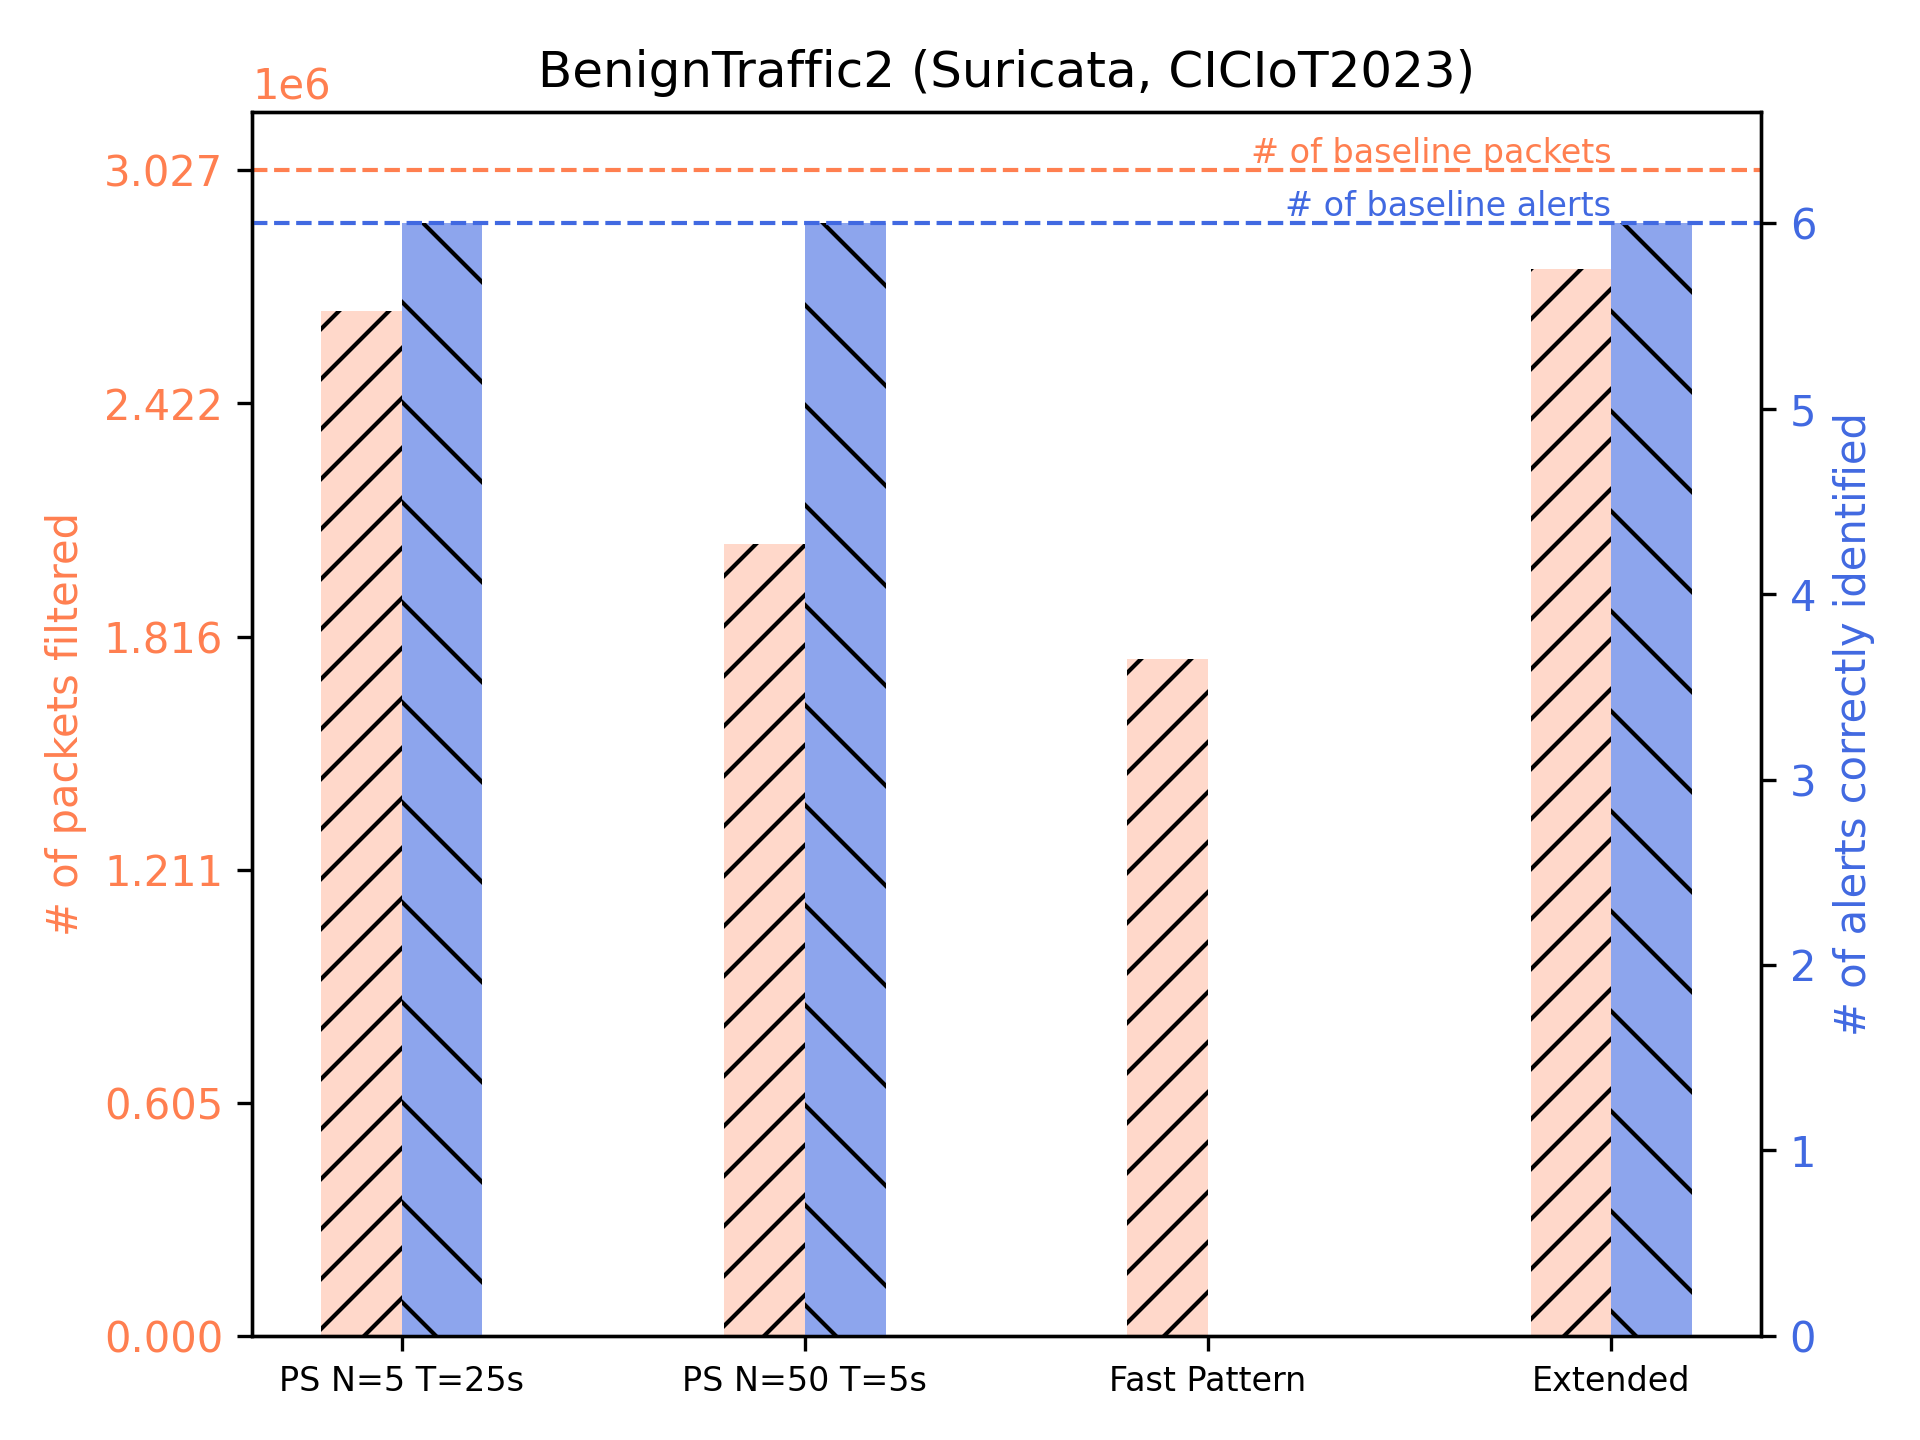 BenignTraffic2 (Suricata, CICIoT2023)
1e6
# of baseline packets
# of baseline alerts
3.027
2.422
1.816
1.211
0.605
0.000
# of packets filtered
6
5
4
3
2
1
0
# of alerts correctly identified
PS N=5 T=25s
PS N=50 T=5s
Fast Pattern
Extended